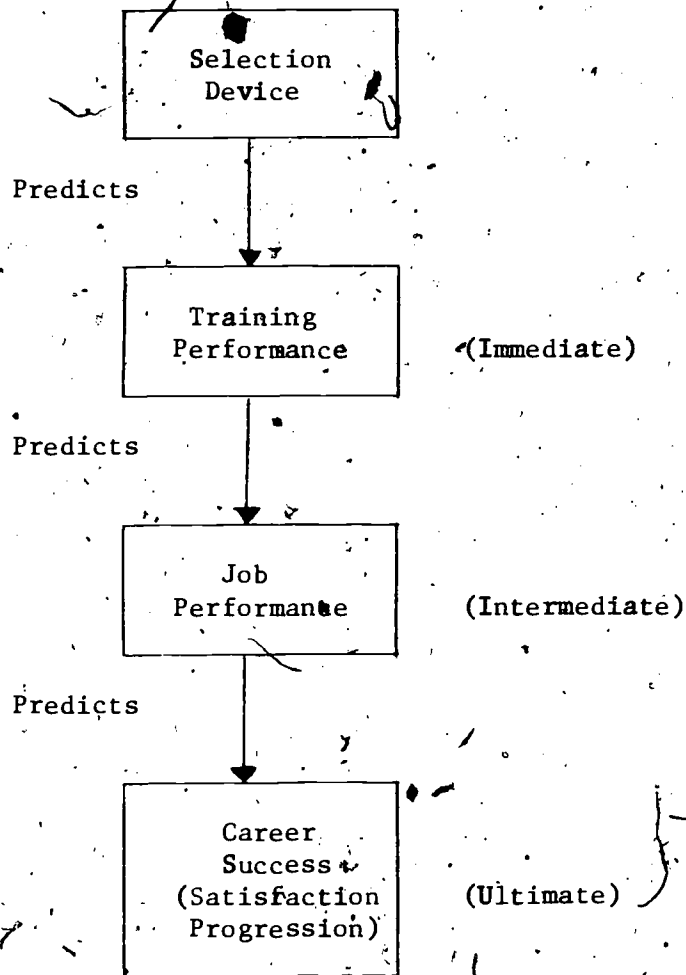 Selection
Device
Predicts
Training
Performance
(Immediate)
Predicts
Job
Performance
(Intermediate)
Predicts
Career
Success
(Satisfaction
Progression)
(Ultimate)